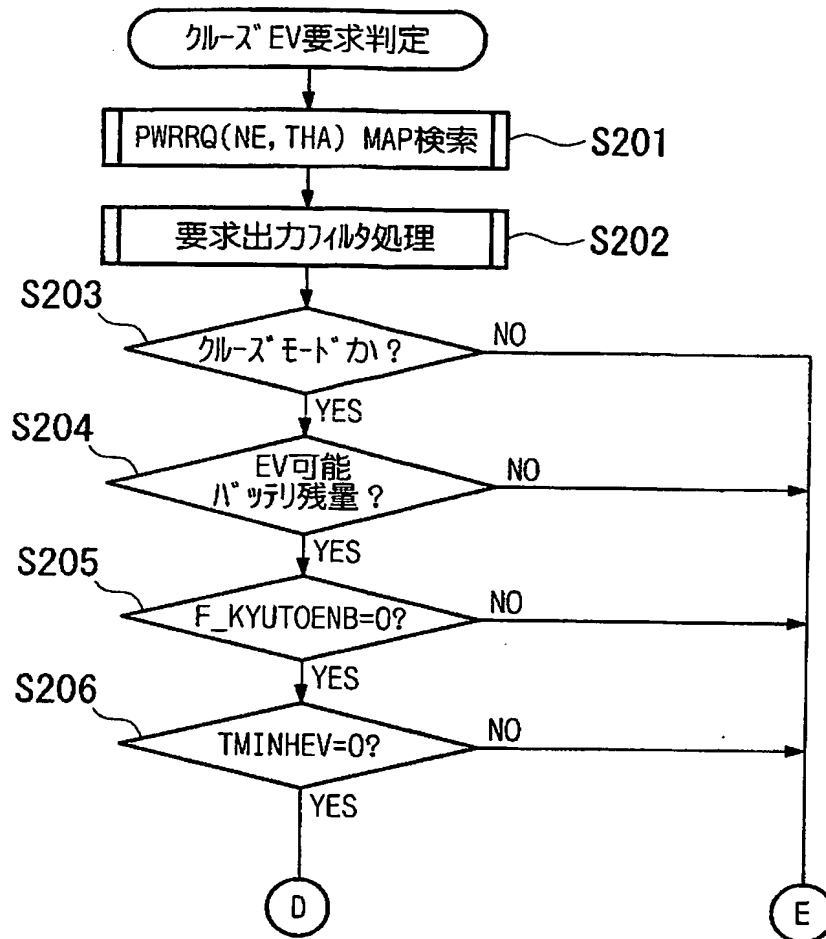 クルーズEV要求判定
PWRRQ(NE, THA) MAP検索
S201
要求出力フィルタ処理
S202
S203
クルーズモードか？
NO
YES
S204
EV可能
バッテリ残量？
NO
YES
S205
F_KYUTOENB=0?
NO
YES
S206
TMINHEV=0?
NO
YES
D
E